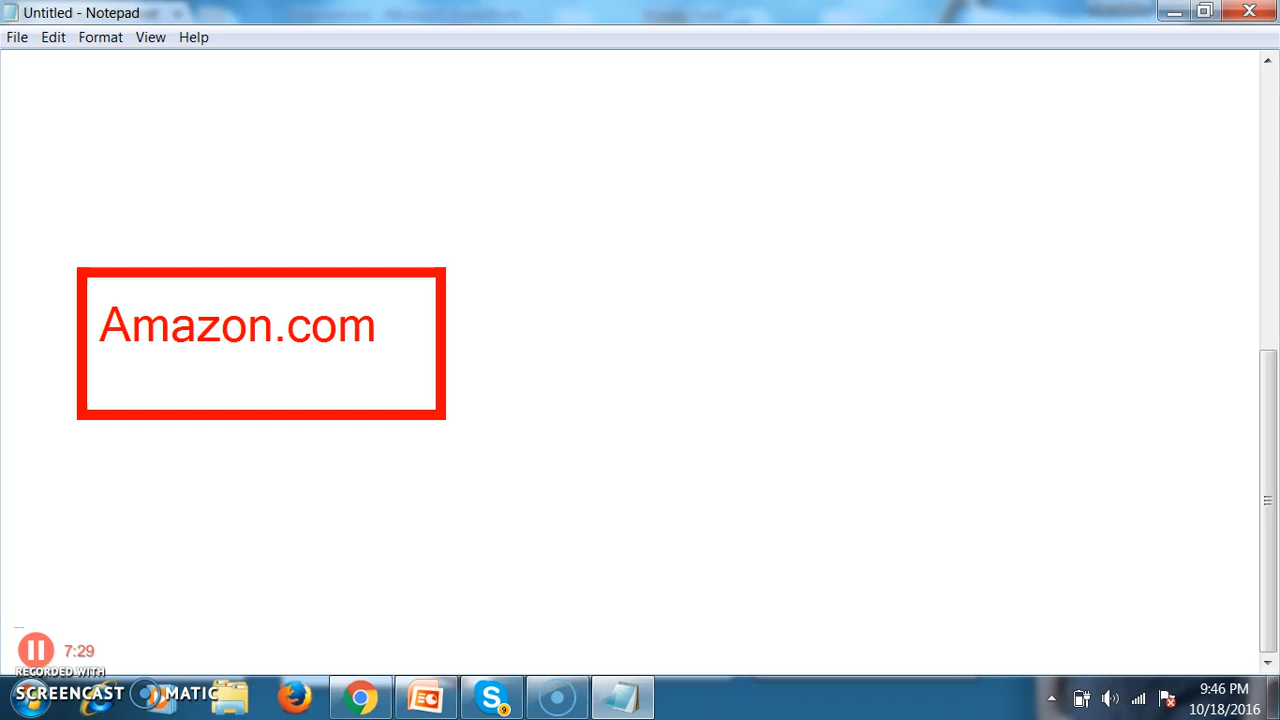 Untitled - Notepad
File Edit Format View Help
Amazon.com
7:29
RECORDED WITH
SCREENCAST MATIC
9
9:46 PM
10/18/2016